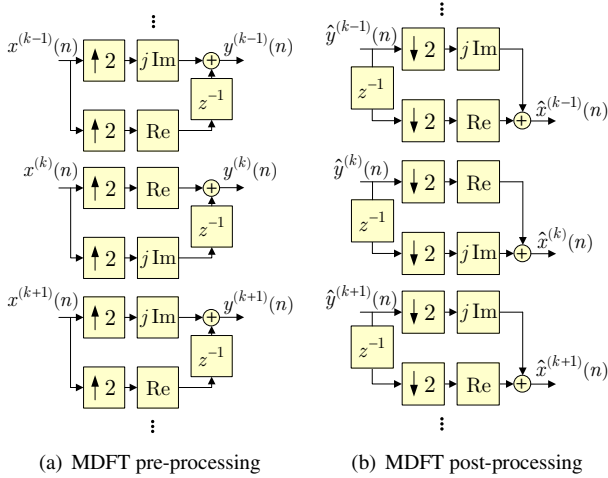 x^{(k-1)}(n)
↑ 2
j Im
+
y^{(k-1)}(n)
z^{-1}
↑ 2
Re
x^{(k)}(n)
↑ 2
Re
+
y^{(k)}(n)
z^{-1}
↑ 2
j Im
x^{(k+1)}(n)
↑ 2
j Im
+
y^{(k+1)}(n)
z^{-1}
↑ 2
Re
(a) MDFT pre-processing
ŷ^{(k-1)}(n)
↓ 2
j Im
z^{-1}
↓ 2
Re
+
x̂^{(k-1)}(n)
ŷ^{(k)}(n)
↓ 2
Re
z^{-1}
↓ 2
j Im
+
x̂^{(k)}(n)
ŷ^{(k+1)}(n)
↓ 2
j Im
z^{-1}
↓ 2
Re
+
x̂^{(k+1)}(n)
(b) MDFT post-processing